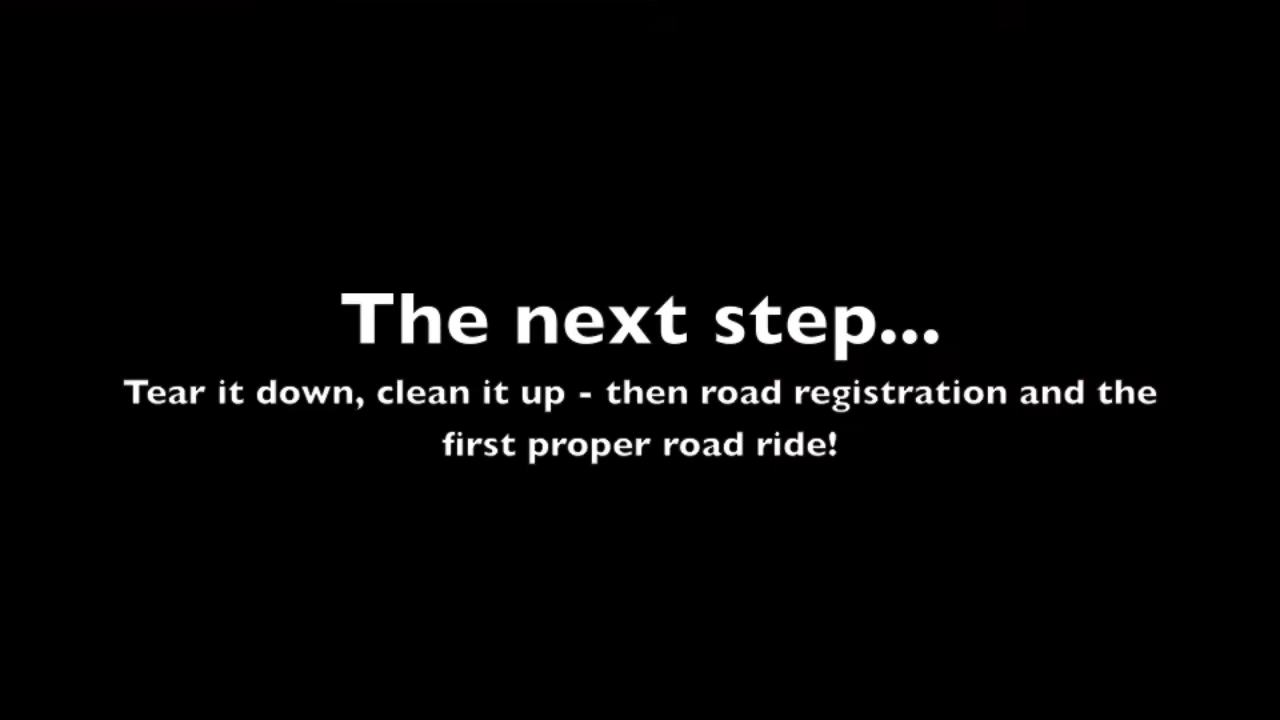 The next step...
Tear it down, clean it up - then road registration and the
first proper road ride!